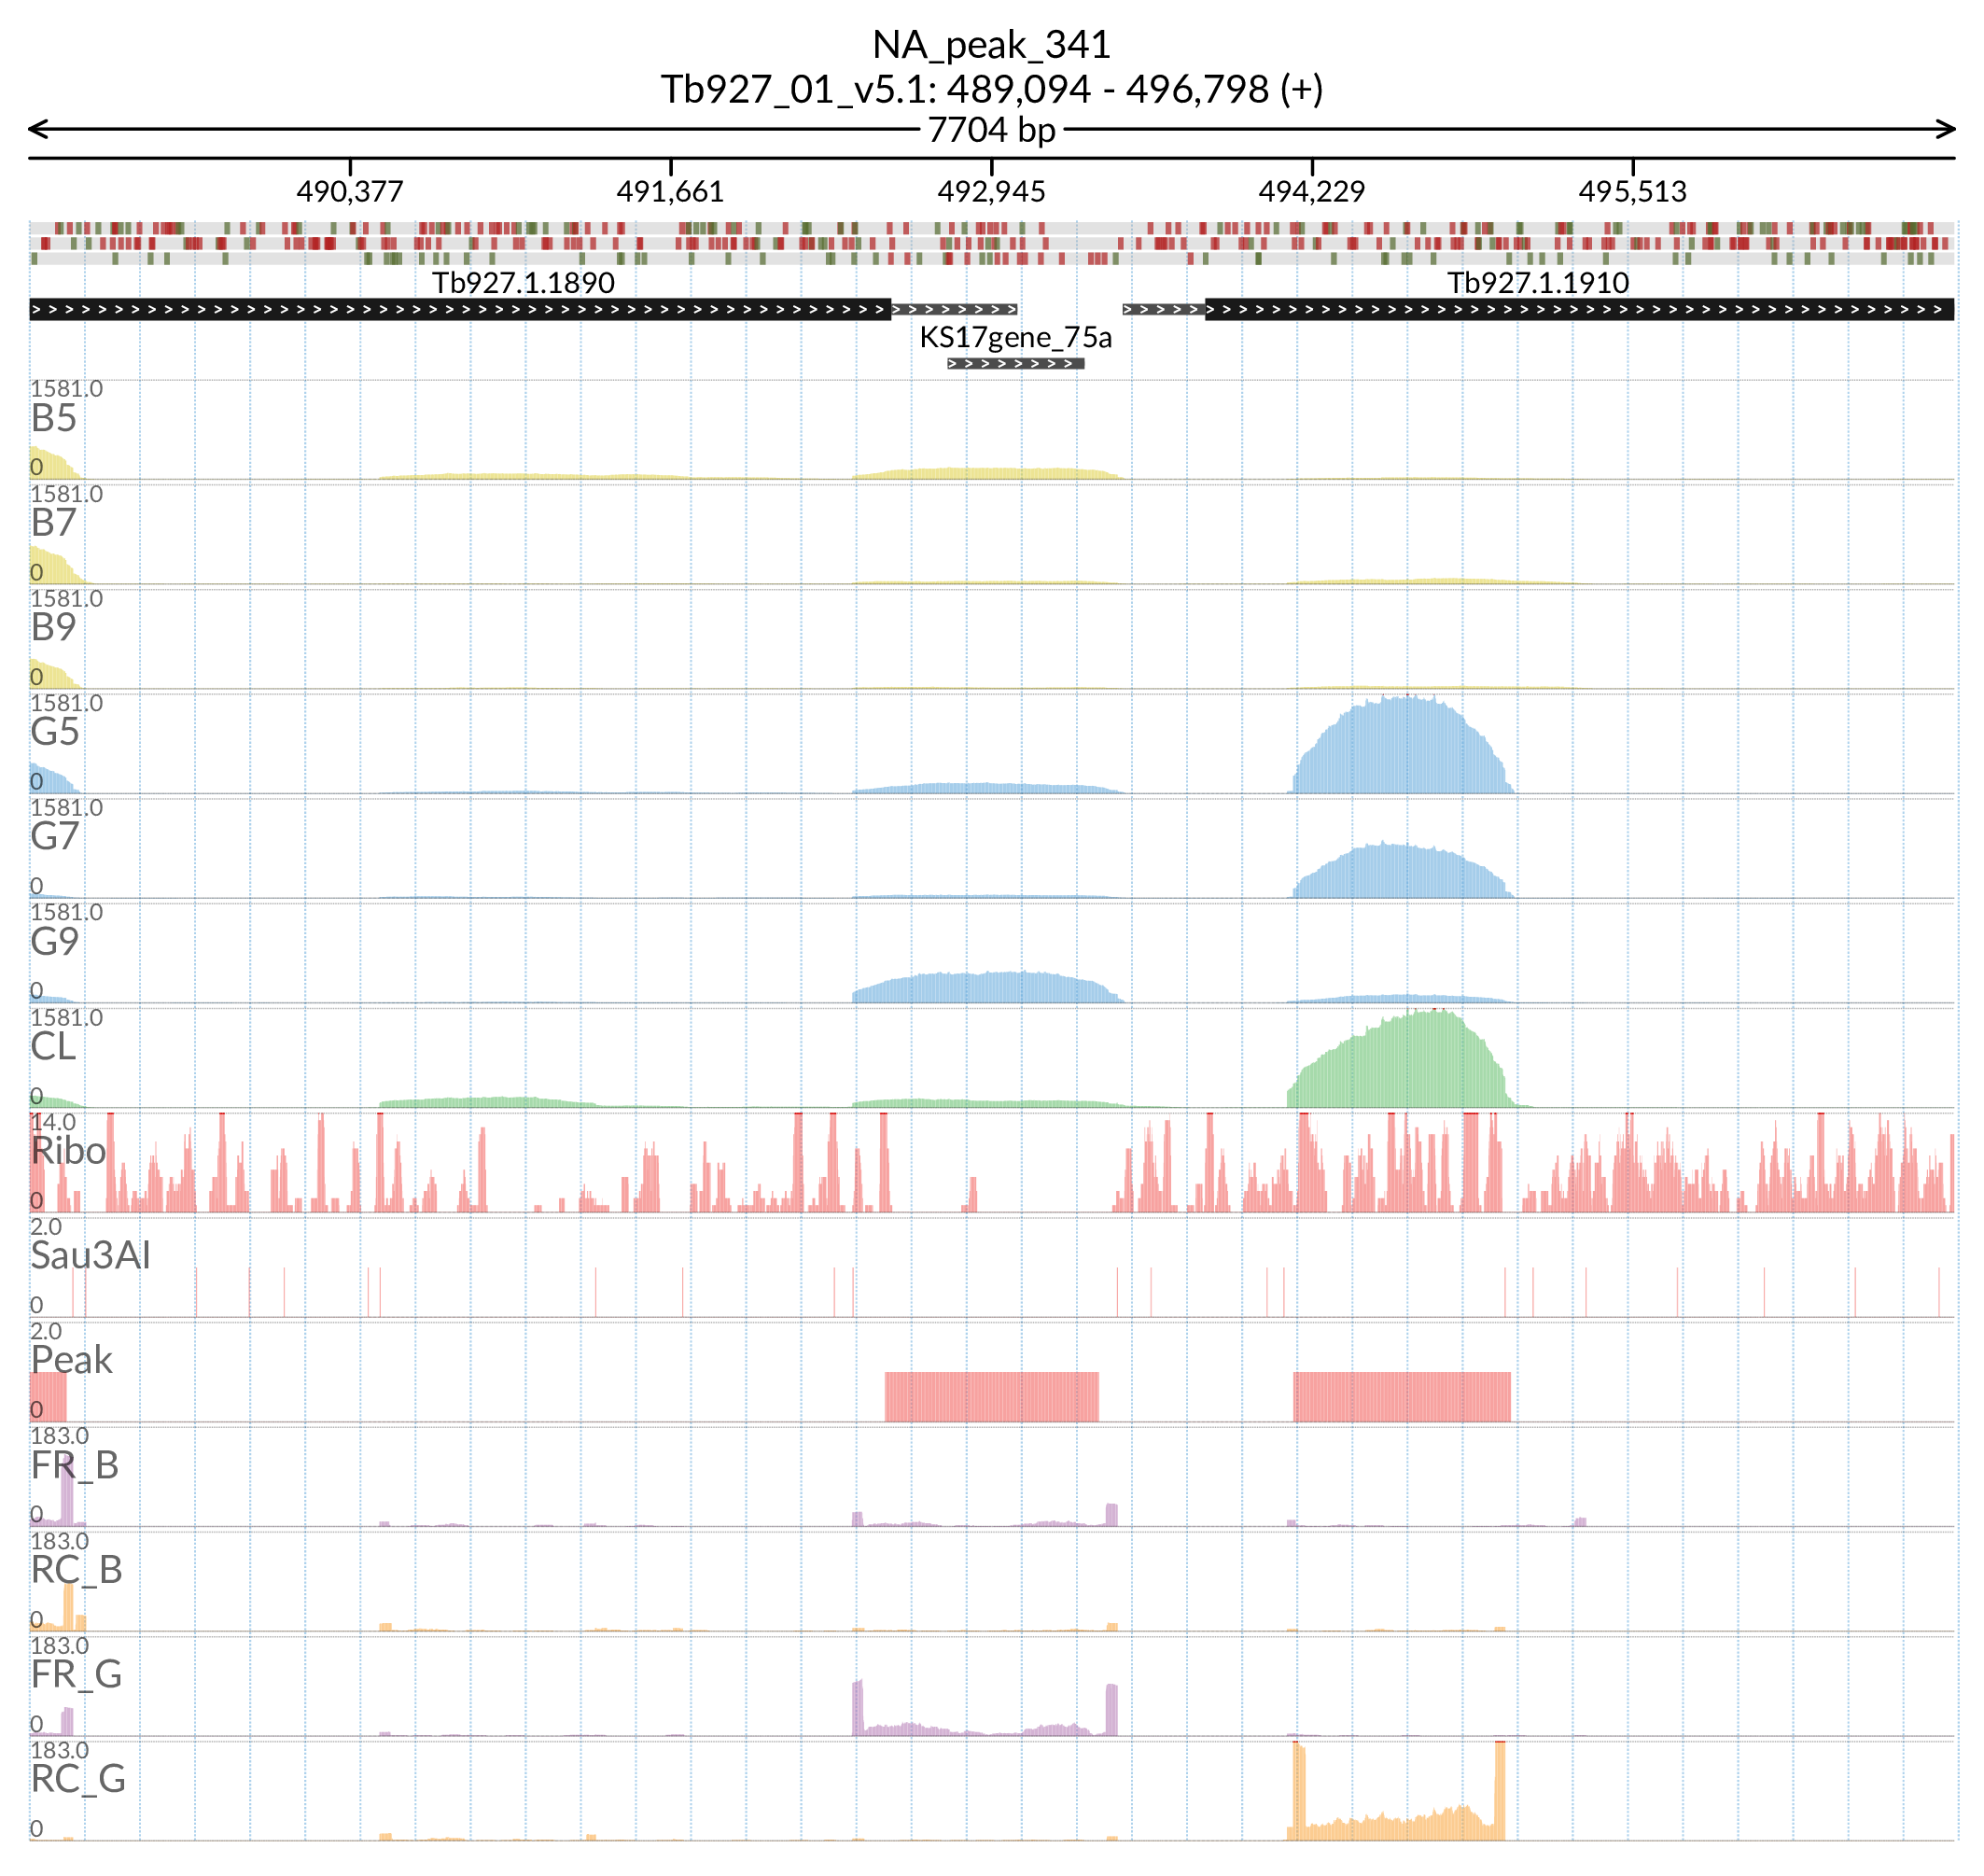 NA_peak_341
Tb927_01_v5.1: 489,094 - 496,798 (+)
7704 bp
490,377 491,661 492,945 494,229 495,513
Tb927.1.1890 Tb927.1.1910
KS17gene_75a
1581.0
B5
0
1581.0
B7
0
1581.0
B9
0
1581.0
G5
0
1581.0
G7
0
1581.0
G9
0
1581.0
CL
0
14.0
Ribo
0
2.0
Sau3AI
0
2.0
Peak
0
183.0
FR_B
0
183.0
RC_B
0
183.0
FR_G
0
183.0
RC_G
0